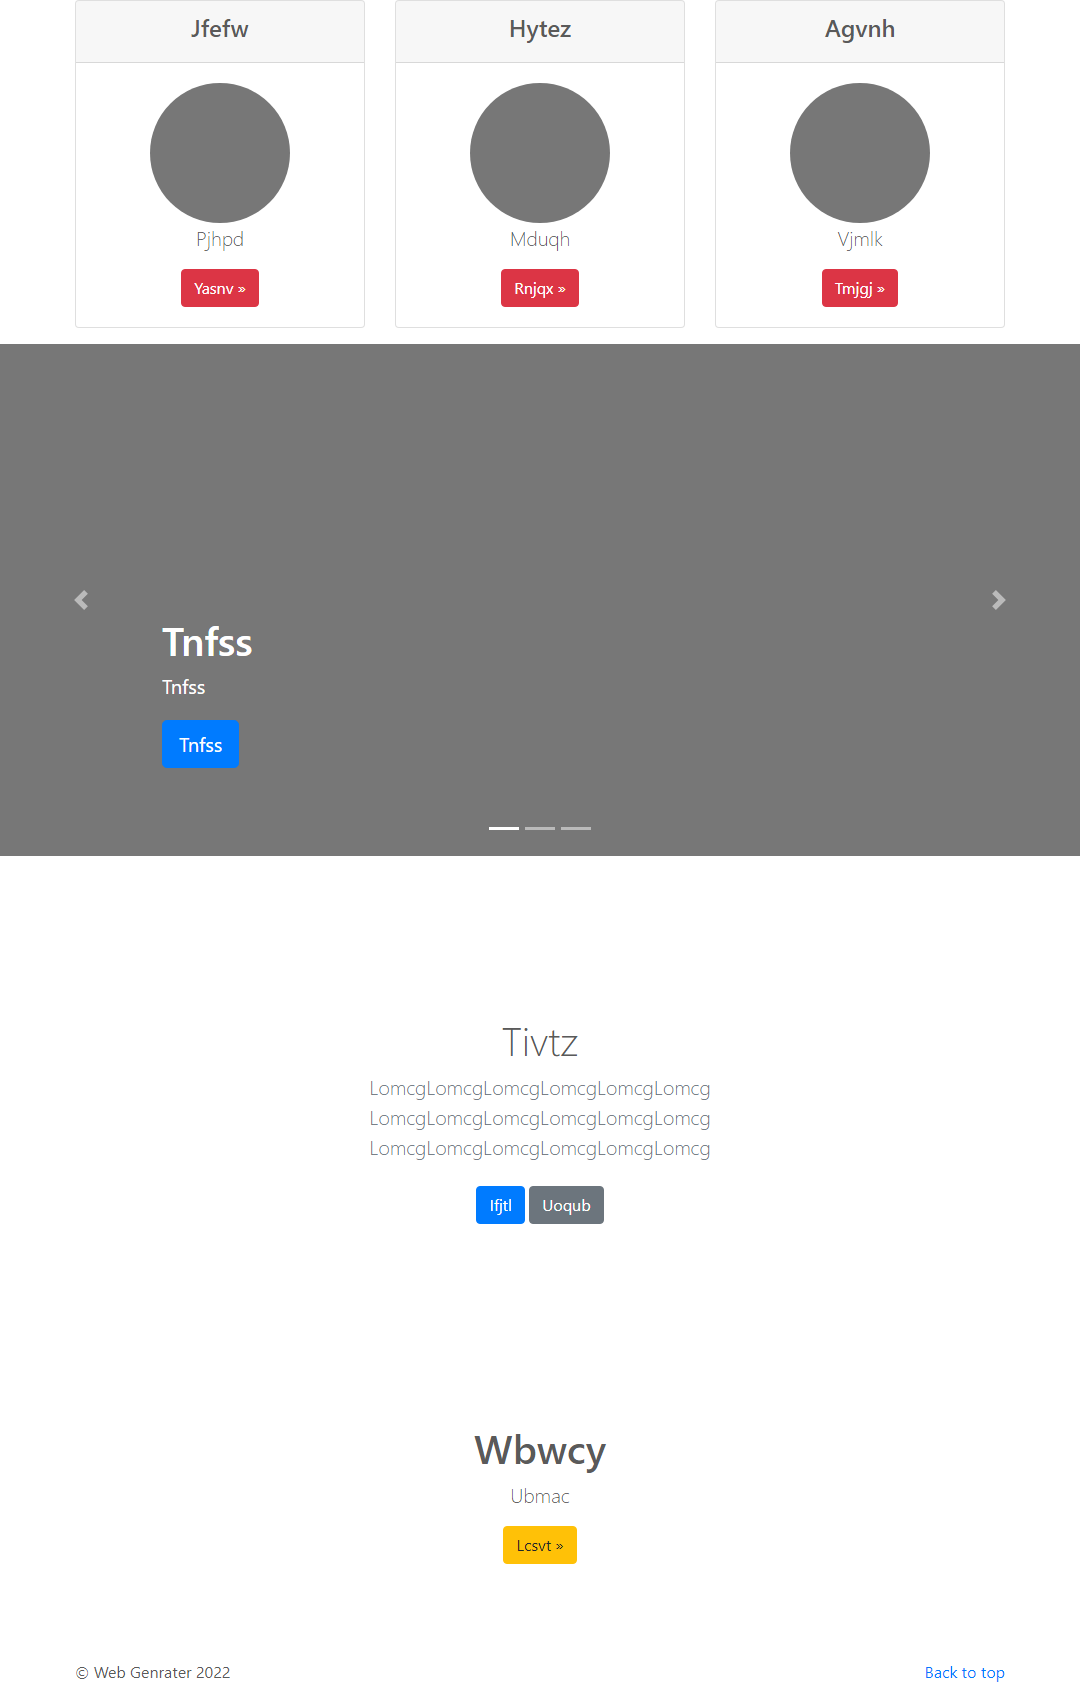 Jfefw
Hytez
Agvnh
Pjhpd
Mduqh
Vjmlk
Yasnv »
Rnjqx »
Tmjgj »
Tnfss
Tnfss
Tnfss
Tivtz
LomcgLomcgLomcgLomcgLomcgLomcg
LomcgLomcgLomcgLomcgLomcgLomcg
LomcgLomcgLomcgLomcgLomcgLomcg
Ifjtl
Uoqub
Wbwcy
Ubmac
Lcsvt »
© Web Genrater 2022
Back to top